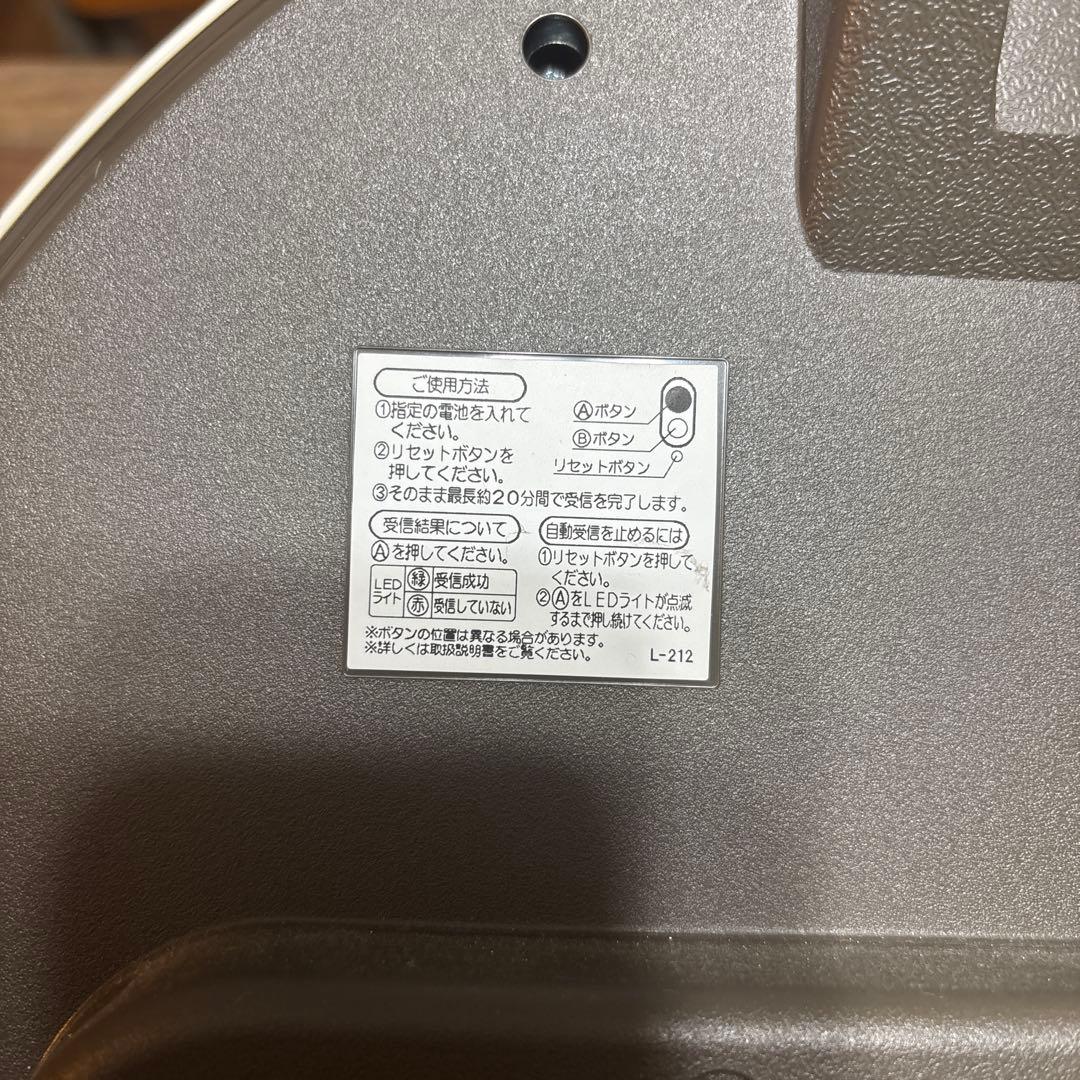 ご使用方法
①指定の電池を入れて
ください。
②リセットボタンを
押してください。
Ⓐボタン
Ⓑボタン
リセットボタン
③そのまま最長約20分間で受信を完了します。
受信結果について
Ⓐを押してください。
LED
ライト
緑 受信成功
赤 受信していない
自動受信を止めるには
①リセットボタンを押して
ください。
②ⒶをLEDライトが点滅
するまで押し続けてください。
※ボタンの位置は異なる場合があります。
※詳しくは取扱説明書をご覧ください。
L-212